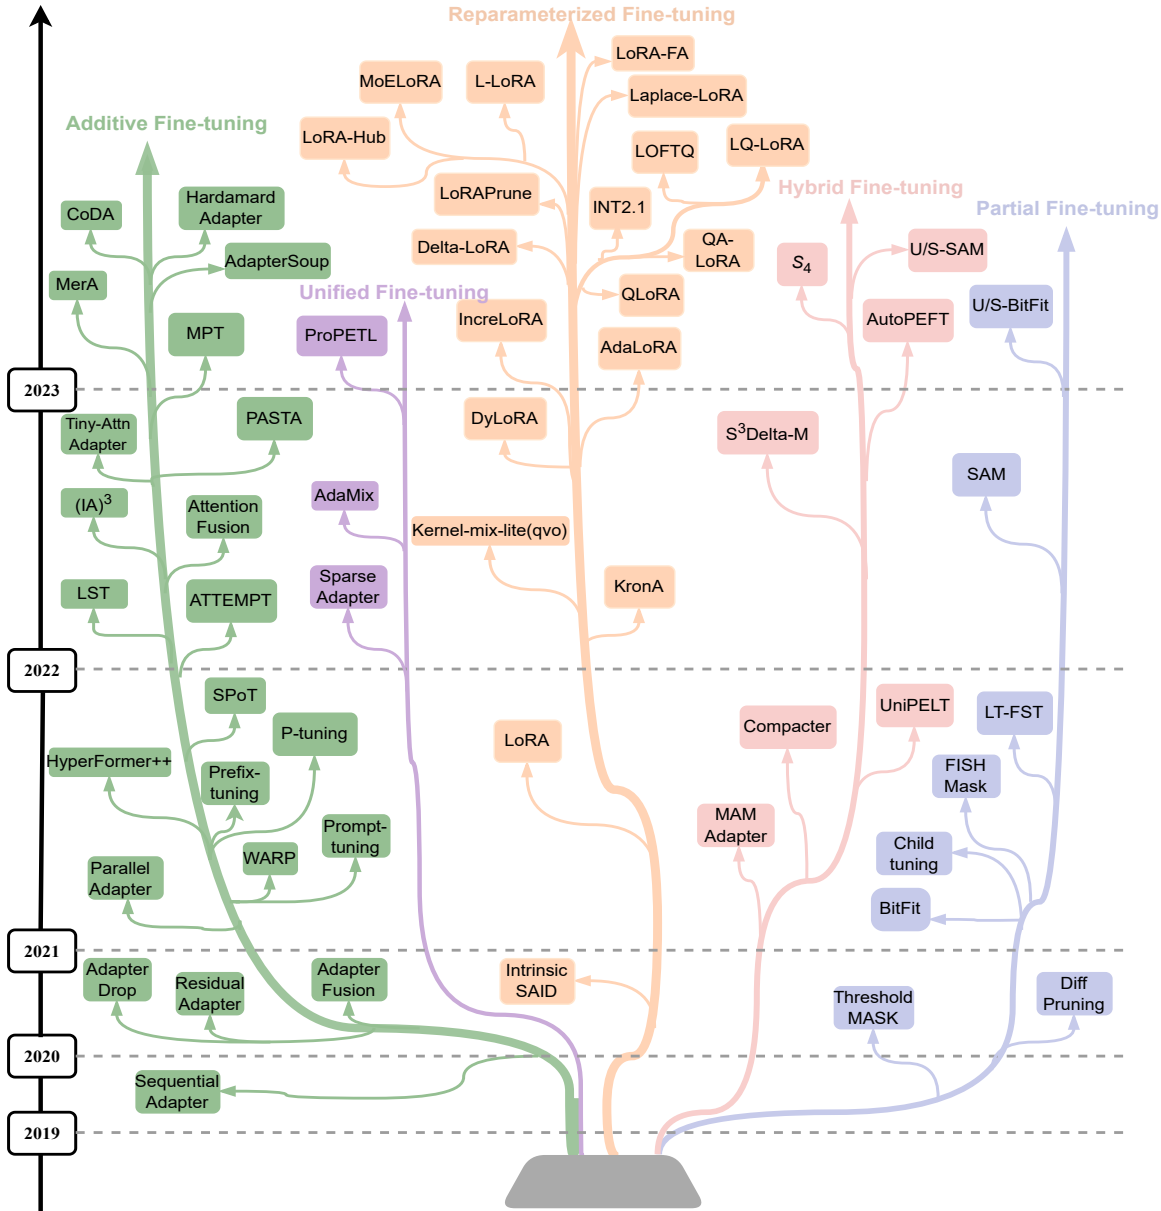 Reparameterized Fine-tuning
LoRA-FA
MoELoRA
L-LoRA
Laplace-LoRA
Additive Fine-tuning
LoRA-Hub
LOFTQ
LQ-LoRA
LoRAPrune
Hybrid Fine-tuning
CoDA
Hardamard
Adapter
INT2.1
Partial Fine-tuning
Delta-LoRA
QA-
LoRA
S4
U/S-SAM
AdapterSoup
MerA
Unified Fine-tuning
QLoRA
U/S-BitFit
MPT
ProPETL
IncreLoRA
AdaLoRA
AutoPEFT
2023
Tiny-Attn
Adapter
PASTA
DyLoRA
S3Delta-M
SAM
(IA)3
Attention
Fusion
AdaMix
Kernel-mix-lite(qvo)
LST
ATTEMPT
Sparse
Adapter
KronA
2022
SPoT
P-tuning
LoRA
Compacter
UniPELT
LT-FST
HyperFormer++
Prefix-
tuning
FISH
Mask
Prompt-
tuning
MAM
Adapter
Child
tuning
WARP
Parallel
Adapter
BitFit
2021
Adapter
Drop
Residual
Adapter
Adapter
Fusion
Intrinsic
SAID
Threshold
MASK
Diff
Pruning
2020
Sequential
Adapter
2019